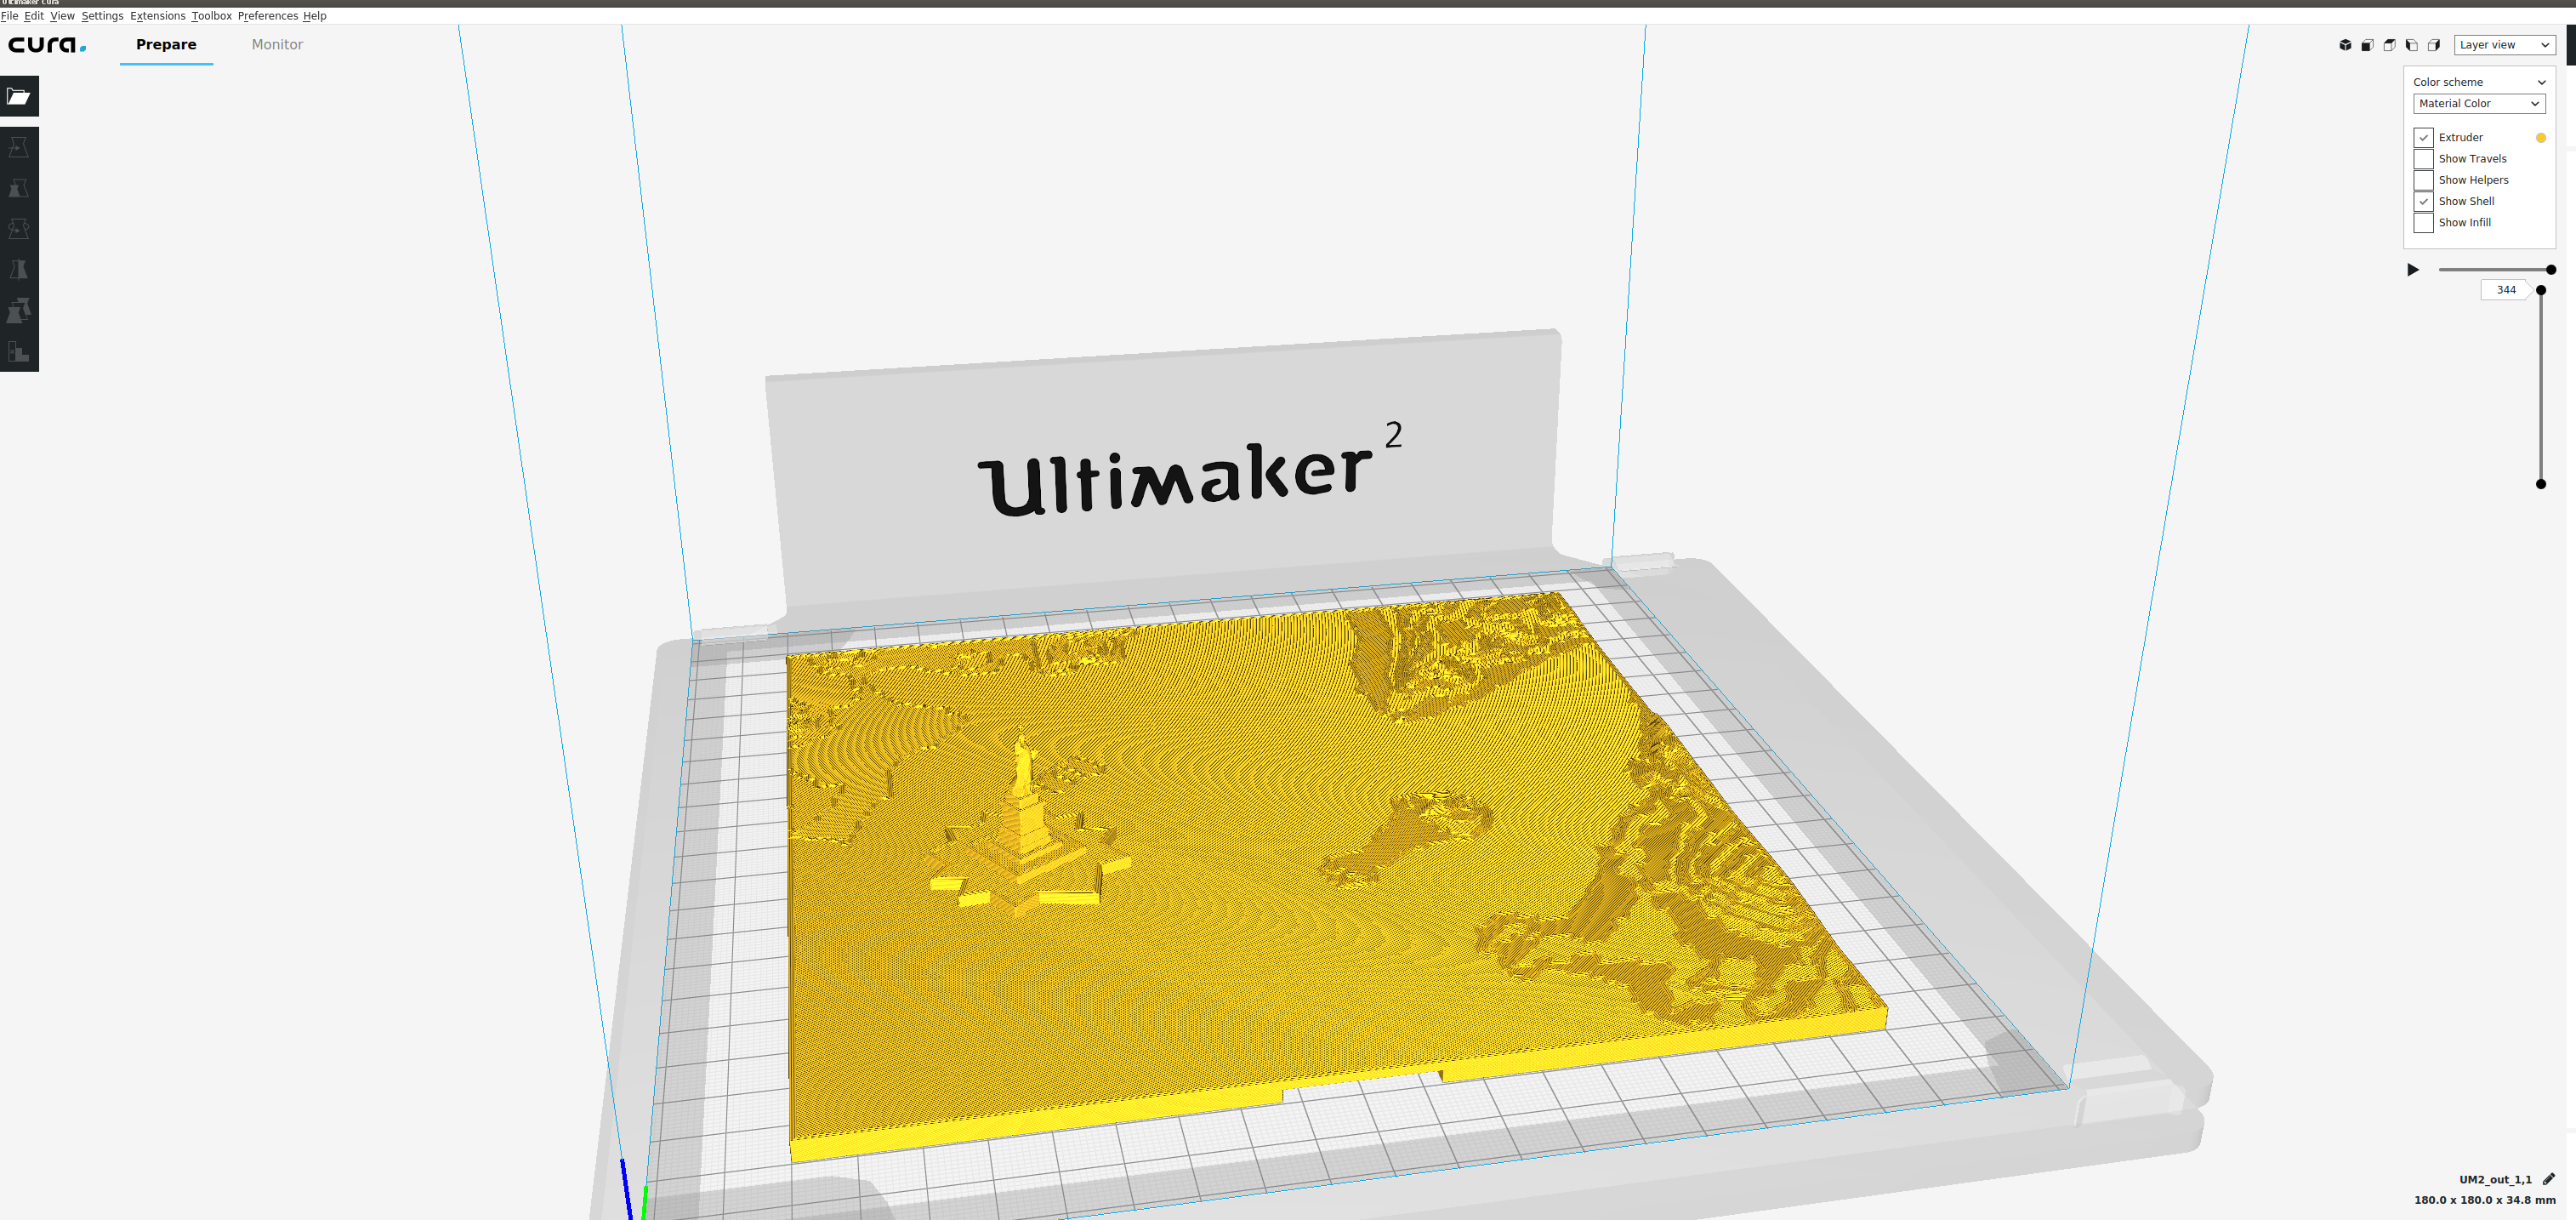 Ultimaker Cura
File Edit View Settings Extensions Toolbox Preferences Help
cura.
Prepare Monitor
Layer view
Color scheme
Material Color
Extruder
Show Travels
Show Helpers
Show Shell
Show Infill
344
Ultimaker 2
UM2_out_1,1
180.0 x 180.0 x 34.8 mm